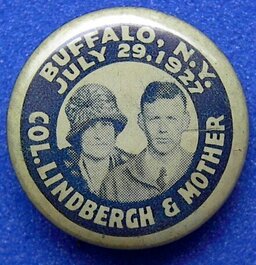 BUFFALO, N.Y.
JULY 29, 1927
COL. LINDBERGH & MOTHER